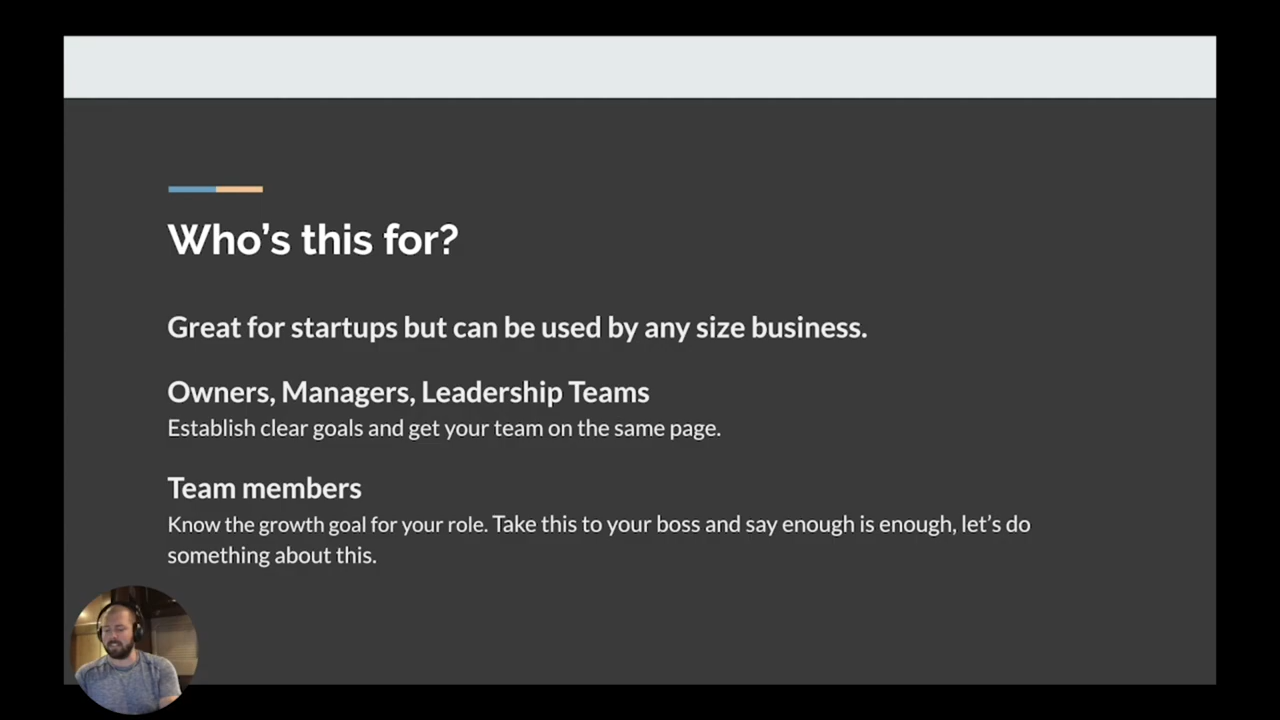 Who’s this for?
Great for startups but can be used by any size business.
Owners, Managers, Leadership Teams
Establish clear goals and get your team on the same page.
Team members
Know the growth goal for your role. Take this to your boss and say enough is enough, let’s do
something about this.